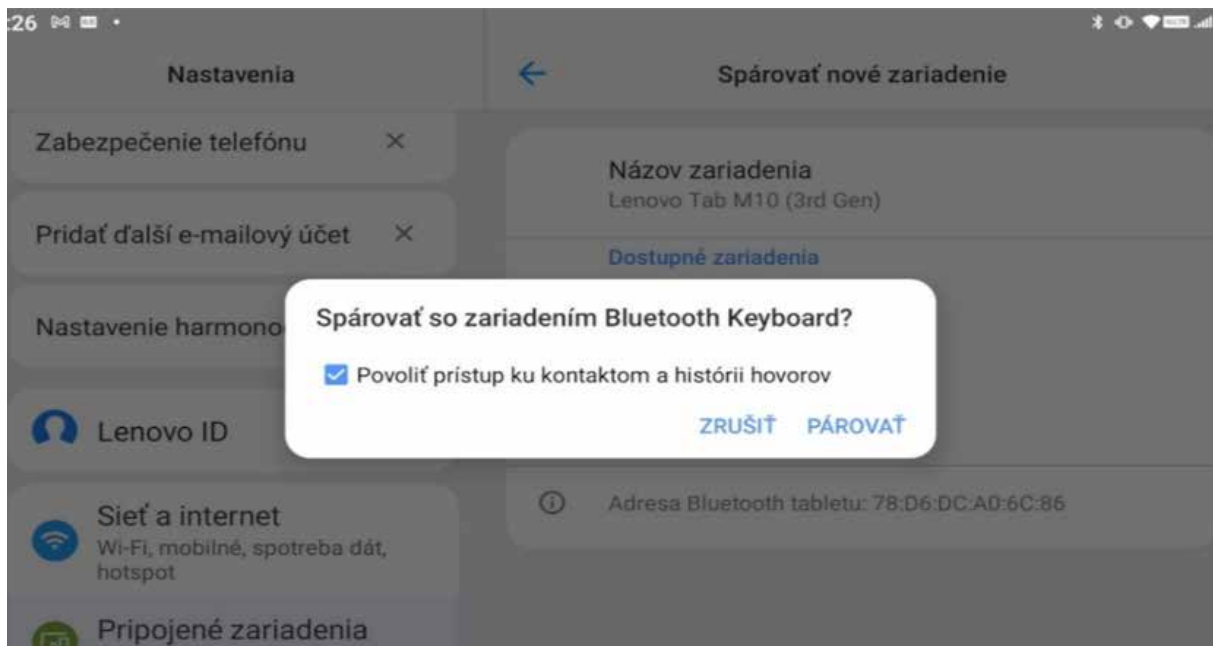 :26
Nastavenia
Spárovať nové zariadenie
Zabezpečenie telefónu
Pridať ďalší e-mailový účet
Nastavenie harmono
Lenovo ID
Sieť a internet
Wi-Fi, mobilné, spotreba dát,
hotspot
Pripojené zariadenia
Názov zariadenia
Lenovo Tab M10 (3rd Gen)
Dostupné zariadenia
Spárovať so zariadením Bluetooth Keyboard?
Povoliť prístup ku kontaktom a histórii hovorov
ZRUŠIŤ PÁROVAŤ
Adresa Bluetooth tabletu: 78:D6:DC:A0:6C:86